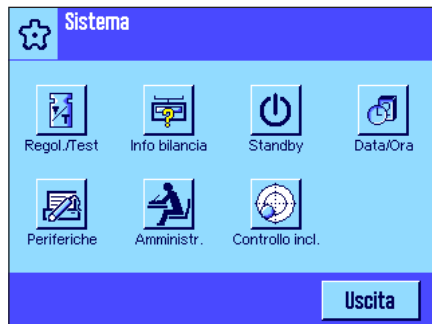 Sistema
Regol./Test
Info bilancia
Standby
Data/Ora
Periferiche
Amministr.
Controllo incl.
Uscita